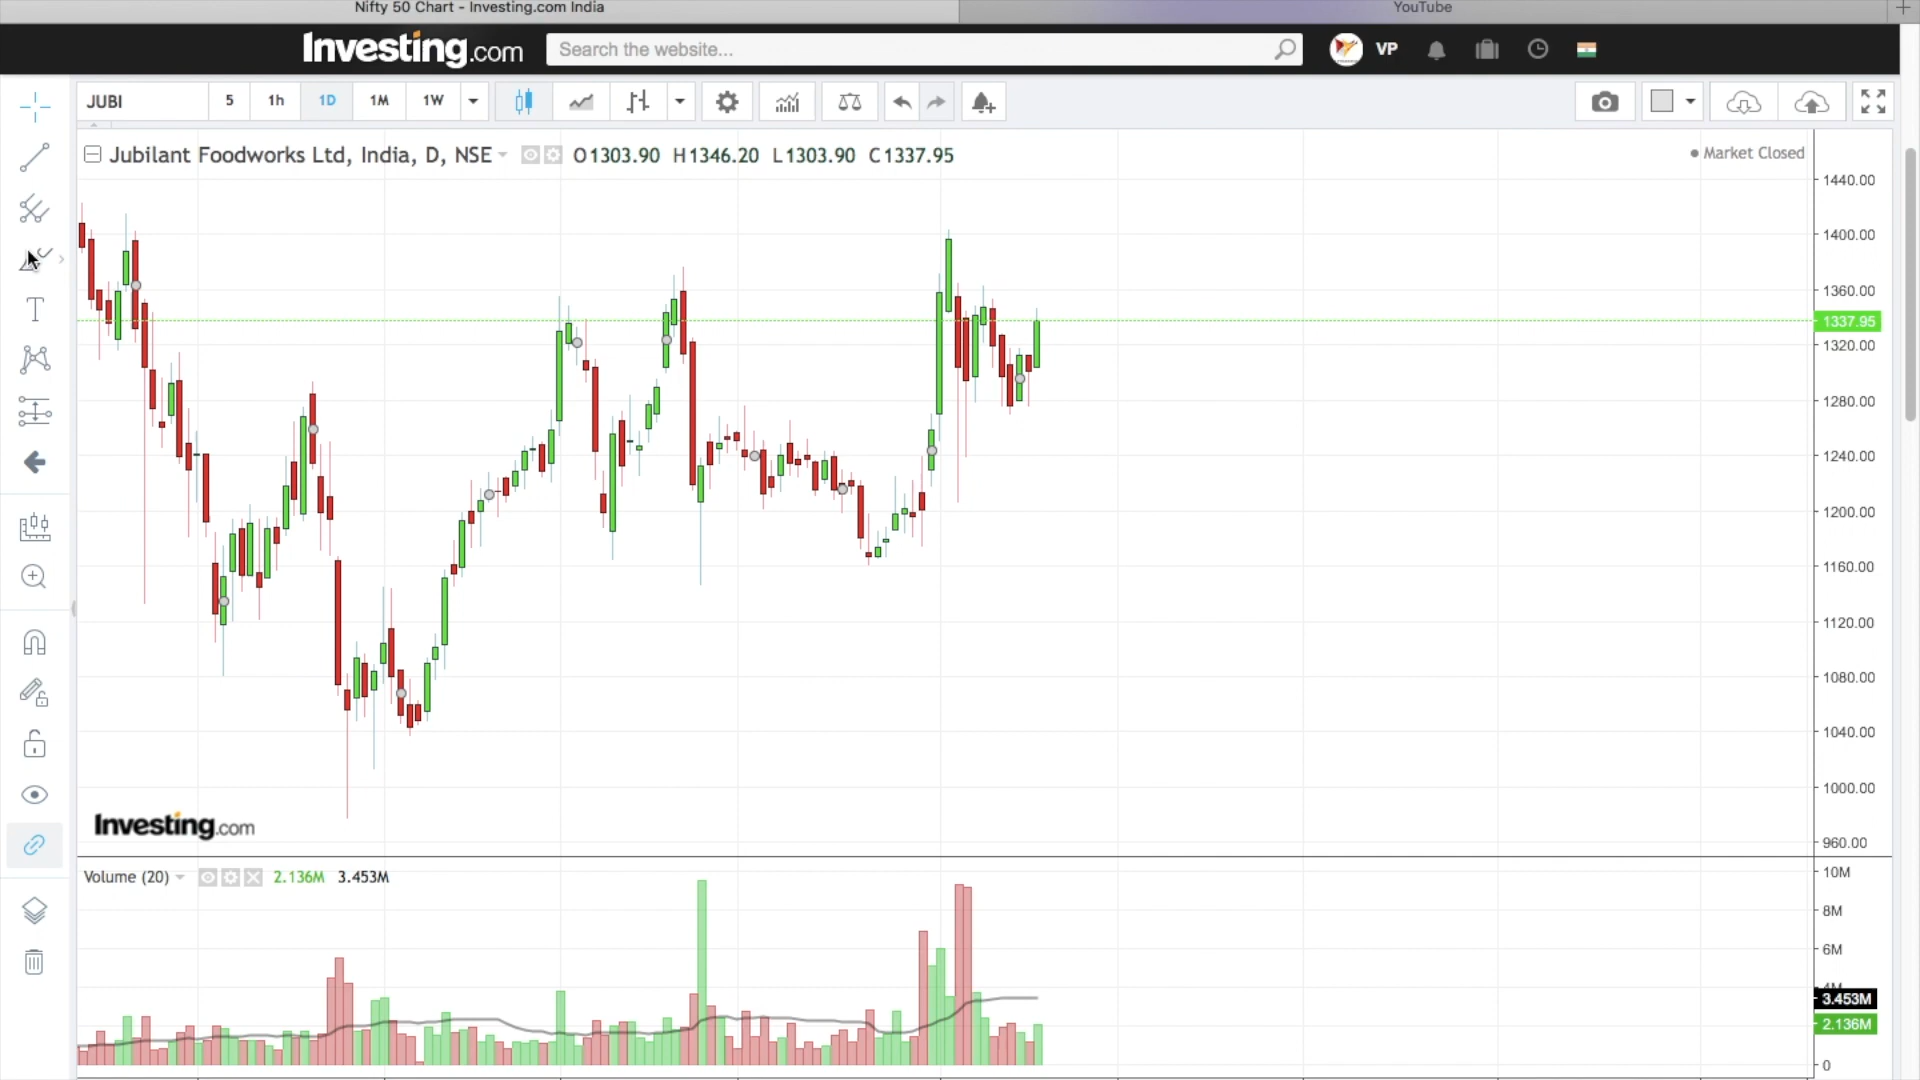 Nifty 50 Chart - Investing.com India
YouTube
Investing.com
Search the website...
VP
JUBI
5
1h
1D
1M
1W
Jubilant Foodworks Ltd, India, D, NSE
O1303.90 H1346.20 L1303.90 C1337.95
Market Closed
1440.00
1400.00
1360.00
1337.95
1320.00
1280.00
1240.00
1200.00
1160.00
1120.00
1080.00
1040.00
1000.00
960.00
T
Investing.com
Volume (20)
2.136M 3.453M
10M
8M
6M
4M
3.453M
2.136M
0